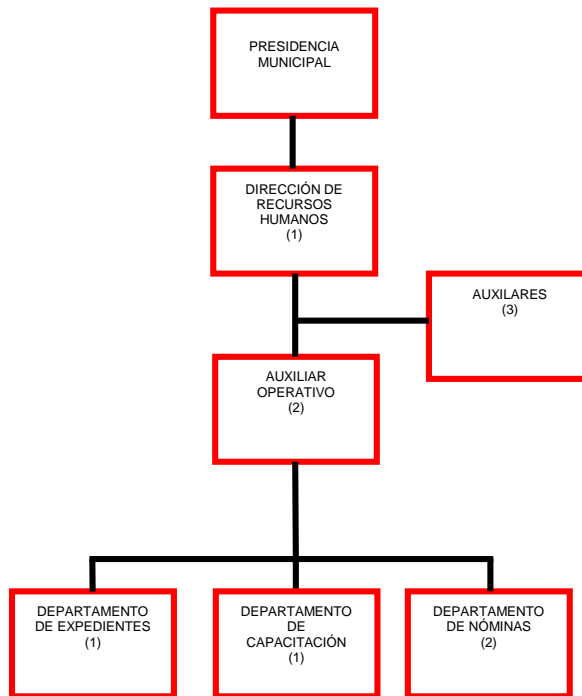 PRESIDENCIA
MUNICIPAL
DIRECCIÓN DE
RECURSOS
HUMANOS
(1)
AUXILARES
(3)
AUXILIAR
OPERATIVO
(2)
DEPARTAMENTO
DE EXPEDIENTES
(1)
DEPARTAMENTO
DE
CAPACITACIÓN
(1)
DEPARTAMENTO
DE NÓMINAS
(2)